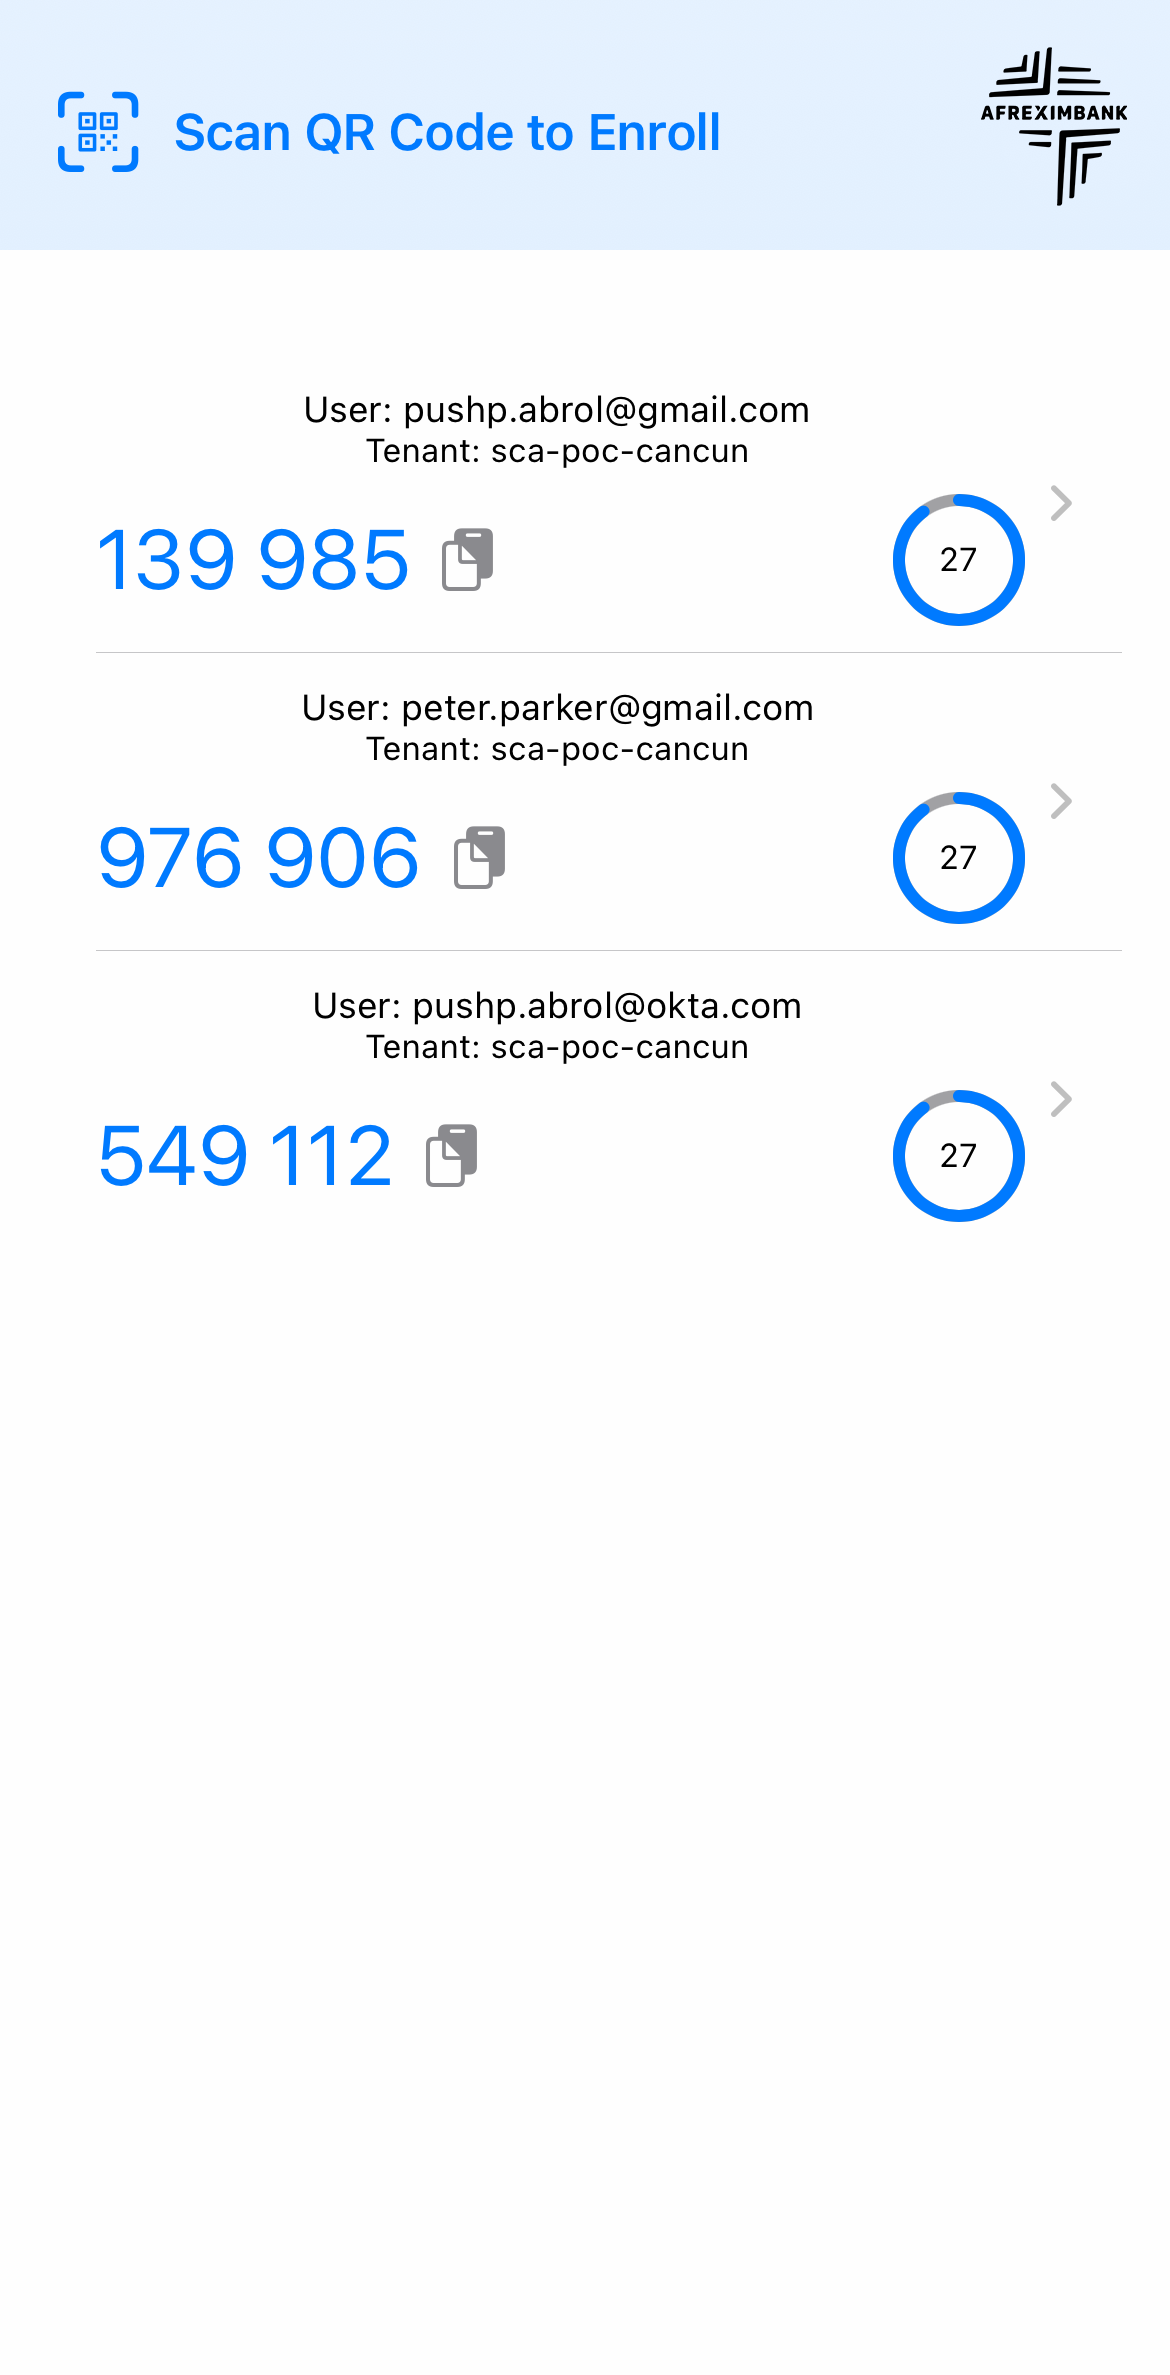 Scan QR Code to Enroll
AFREXIMBANK
User: pushp.abrol@gmail.com
Tenant: sca-poc-cancun
139 985
27
User: peter.parker@gmail.com
Tenant: sca-poc-cancun
976 906
27
User: pushp.abrol@okta.com
Tenant: sca-poc-cancun
549 112
27